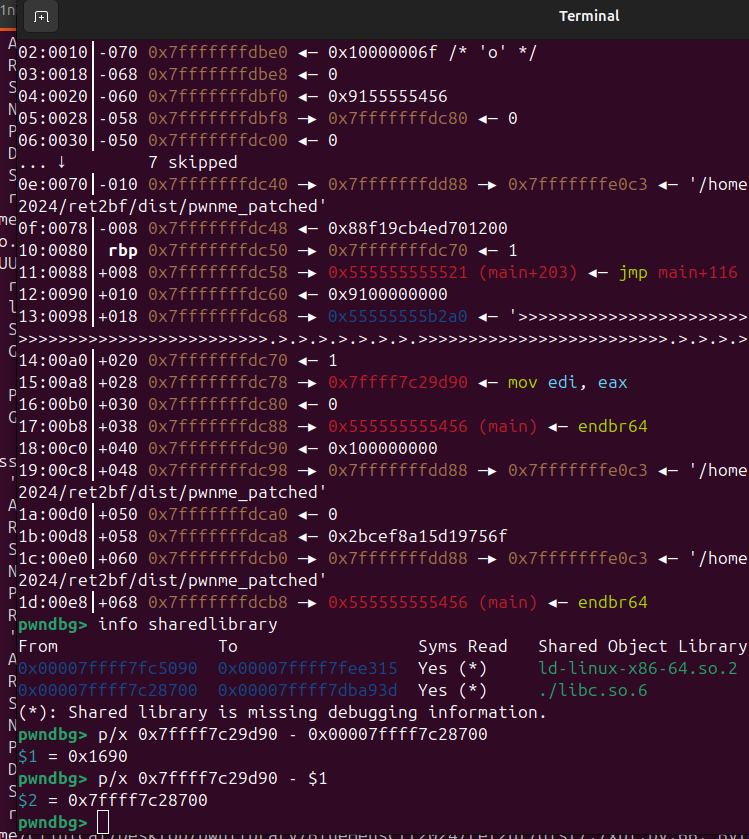 Terminal
02:0010│-070 0x7fffffffdbe0 ◂— 0x10000006f /* 'o' */
03:0018│-068 0x7fffffffdbe8 ◂— 0
04:0020│-060 0x7fffffffdbf0 ◂— 0x9155555456
05:0028│-058 0x7fffffffdbf8 —▸ 0x7fffffffdc80 ◂— 0
06:0030│-050 0x7fffffffdc00 ◂— 0
... ↓        7 skipped
0e:0070│-010 0x7fffffffdc40 —▸ 0x7fffffffdd88 —▸ 0x7fffffffe0c3 ◂— '/home
2024/ret2bf/dist/pwnme_patched'
0f:0078│-008 0x7fffffffdc48 ◂— 0x88f19cb4ed701200
10:0080│ rbp 0x7fffffffdc50 —▸ 0x7fffffffdc70 ◂— 1
11:0088│+008 0x7fffffffdc58 —▸ 0x555555555521 (main+203) ◂— jmp main+116
12:0090│+010 0x7fffffffdc60 ◂— 0x9100000000
13:0098│+018 0x7fffffffdc68 —▸ 0x55555555b2a0 ◂— '>>>>>>>>>>>>>>>>>>>>>>>
>>>>>>>>>>>>>>>>>>>>>>>>>.>.>.>.>.>.>.>.>>>>>>>>>>>>>>>>>>>>>>>>>.>.>.>.
14:00a0│+020 0x7fffffffdc70 ◂— 1
15:00a8│+028 0x7fffffffdc78 —▸ 0x7ffff7c29d90 ◂— mov edi, eax
16:00b0│+030 0x7fffffffdc80 ◂— 0
17:00b8│+038 0x7fffffffdc88 —▸ 0x555555555456 (main) ◂— endbr64
18:00c0│+040 0x7fffffffdc90 ◂— 0x100000000
19:00c8│+048 0x7fffffffdc98 —▸ 0x7fffffffdd88 —▸ 0x7fffffffe0c3 ◂— '/home
2024/ret2bf/dist/pwnme_patched'
1a:00d0│+050 0x7fffffffdca0 ◂— 0
1b:00d8│+058 0x7fffffffdca8 ◂— 0x2bcef8a15d19756f
1c:00e0│+060 0x7fffffffdcb0 —▸ 0x7fffffffdd88 —▸ 0x7fffffffe0c3 ◂— '/home
2024/ret2bf/dist/pwnme_patched'
1d:00e8│+068 0x7fffffffdcb8 —▸ 0x555555555456 (main) ◂— endbr64
pwndbg> info sharedlibrary
From                To                  Syms Read   Shared Object Library
0x00007ffff7fc5090  0x00007ffff7fee315  Yes (*)     ld-linux-x86-64.so.2
0x00007ffff7c28700  0x00007ffff7dba93d  Yes (*)     ./libc.so.6
(*): Shared library is missing debugging information.
pwndbg> p/x 0x7ffff7c29d90 - 0x00007ffff7c28700
$1 = 0x1690
pwndbg> p/x 0x7ffff7c29d90 - $1
$2 = 0x7ffff7c28700
pwndbg>